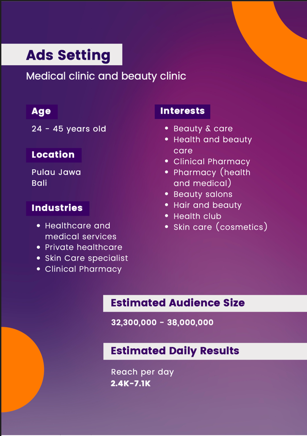 Ads Setting
Medical clinic and beauty clinic
Age
24 - 45 years old
Location
Pulau Jawa
Bali
Industries
Healthcare and
medical services
Private healthcare
Skin Care specialist
Clinical Pharmacy
Interests
Beauty & care
Health and beauty
care
Clinical Pharmacy
Pharmacy (health
and medical)
Beauty salons
Hair and beauty
Health club
Skin care (cosmetics)
Estimated Audience Size
32,300,000 - 38,000,000
Estimated Daily Results
Reach per day
2.4K-7.1K